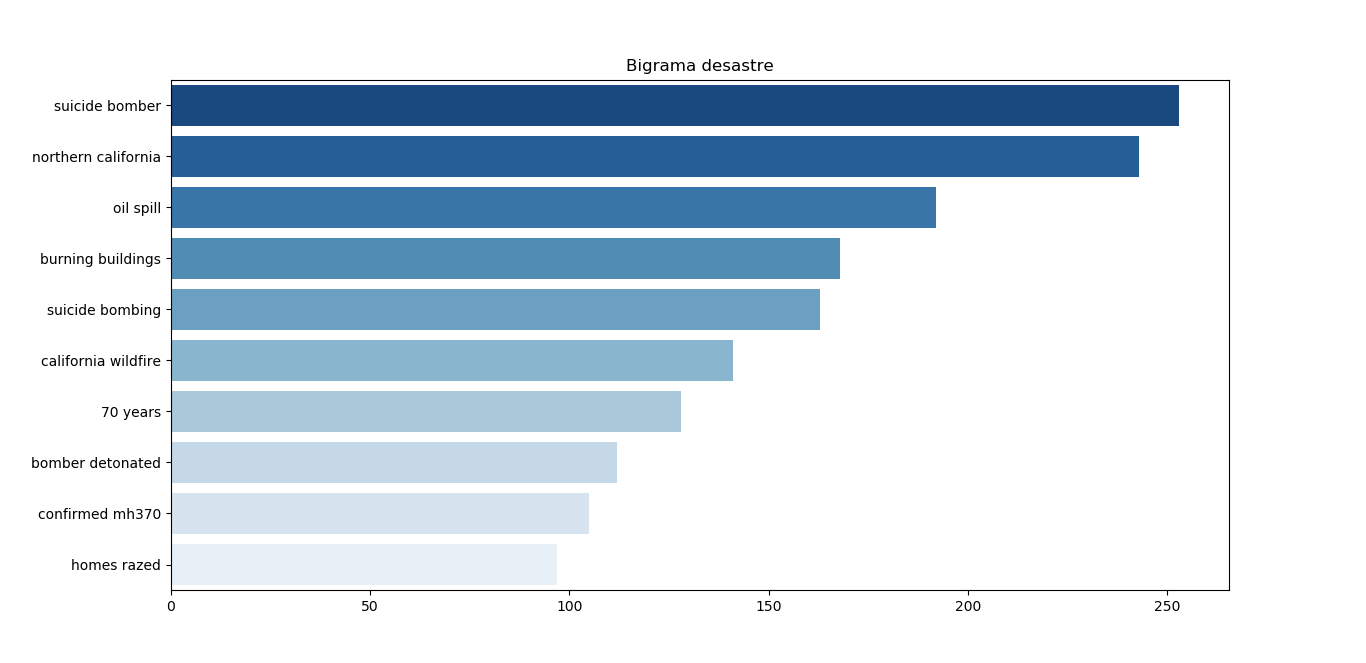 Bigrama desastre
suicide bomber
northern california
oil spill
burning buildings
suicide bombing
california wildfire
70 years
bomber detonated
confirmed mh370
homes razed
0 50 100 150 200 250